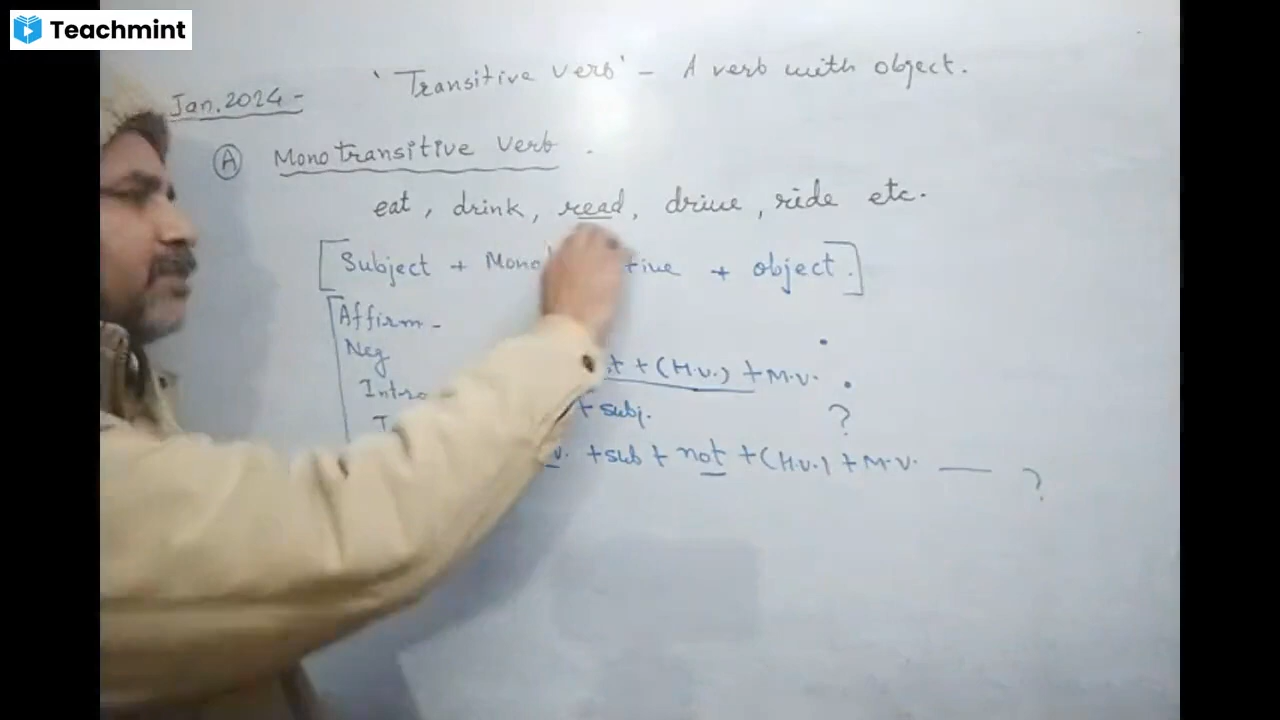 Teachmint
'Transitive verb' - A verb with object.
Jan. 2024 -
(A) Monotransitive Verb .
eat, drink, read, drive, ride etc.
[Subject + Mono tive + object.]
Affirm -
Neg + (H.V.) + M.V. .
Intro + subj. ?
+ sub + not + (H.V.) + M.V. — ?